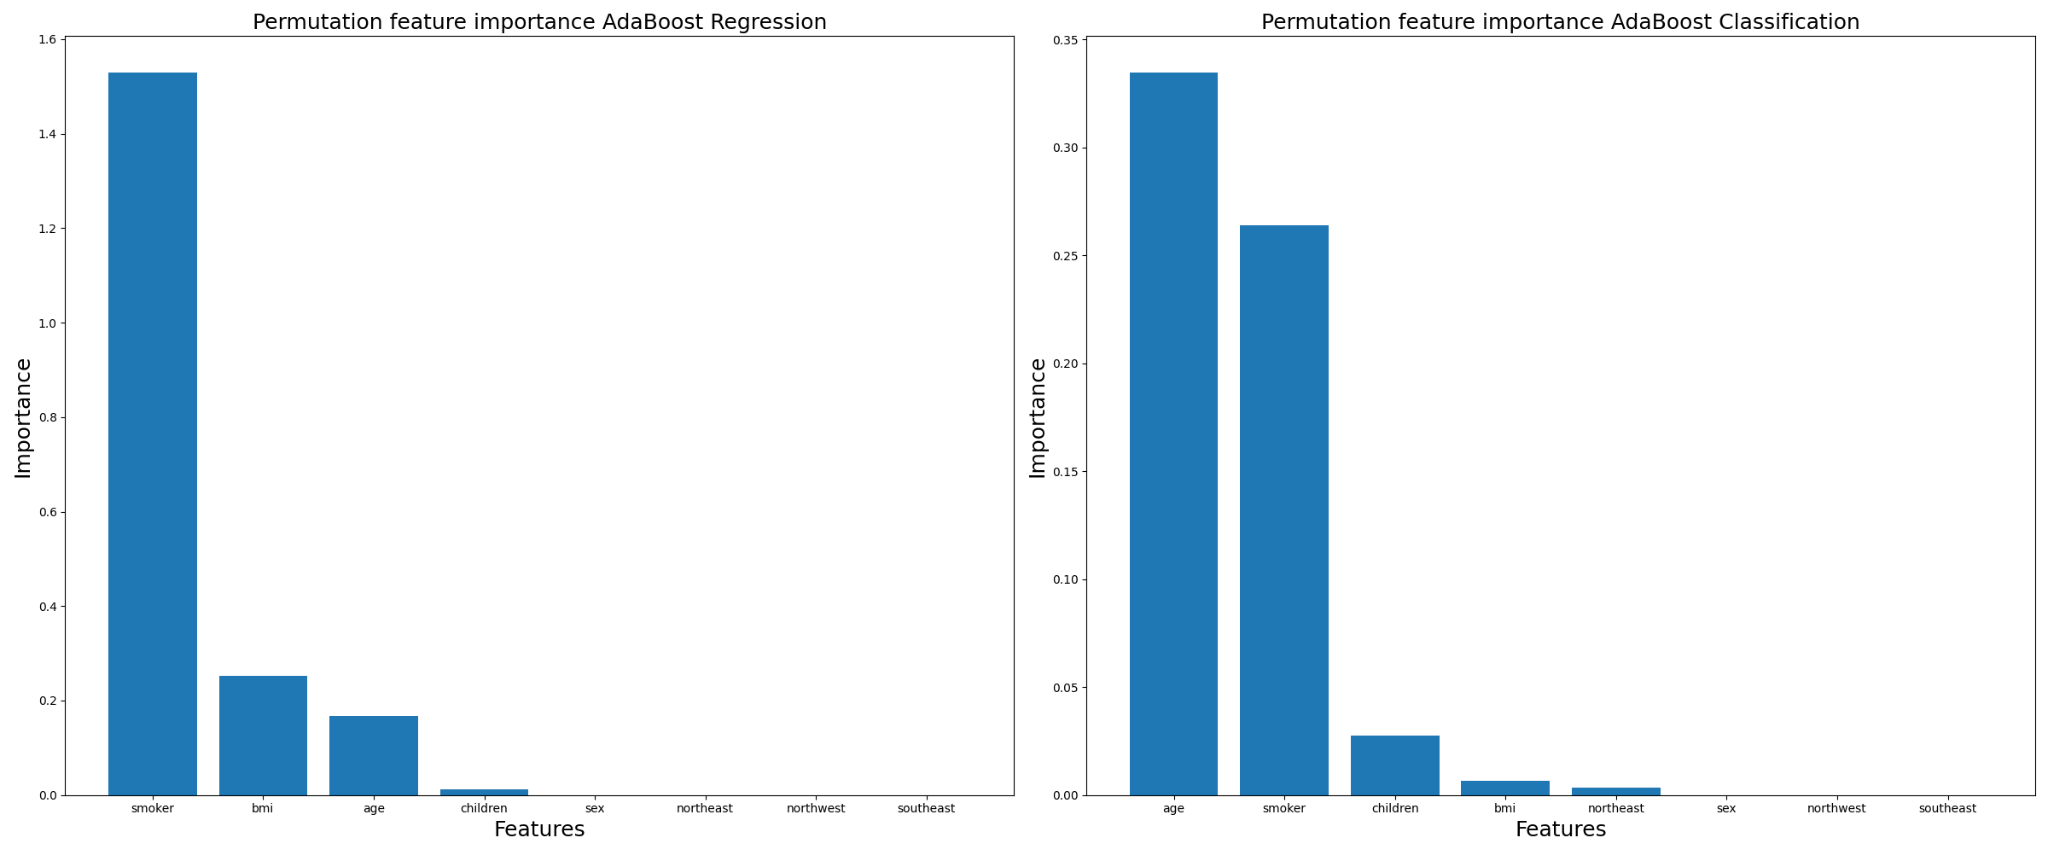 Permutation feature importance AdaBoost Regression
1.6
1.4
1.2
1.0
0.8
0.6
0.4
0.2
0.0
Importance
smoker bmi age children sex northeast northwest southeast
Features
Permutation feature importance AdaBoost Classification
0.35
0.30
0.25
0.20
0.15
0.10
0.05
0.00
Importance
age smoker children bmi northeast sex northwest southeast
Features